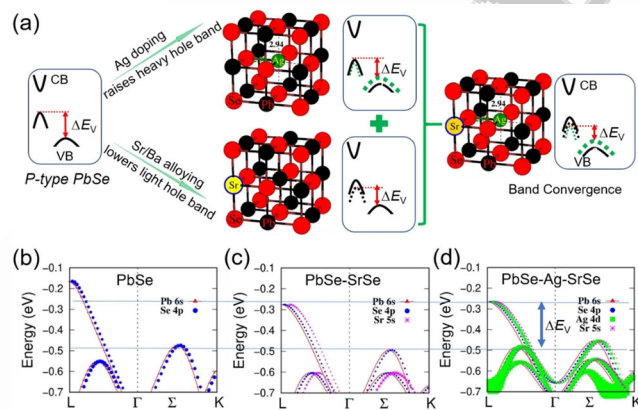 (a)
Ag doping
raises heavy hole band
CB
ΔEV
VB
P-type PbSe
Sr/Ba alloying
lowers light hole band
2.94
Ag
Se
Pb
ΔEV
+
Sr
Se
Pb
ΔEV
2.94
Ag
Sr
Se
Pb
CB
ΔEV
VB
Band Convergence
(b)
PbSe
Energy (eV)
−0.1
−0.2
−0.3
−0.4
−0.5
−0.6
−0.7
Pb 6s
Se 4p
L Γ Σ K
(c)
PbSe-SrSe
Energy (eV)
−0.1
−0.2
−0.3
−0.4
−0.5
−0.6
−0.7
Pb 6s
Se 4p
Sr 5s
L Γ Σ K
(d)
PbSe-Ag-SrSe
Energy (eV)
−0.1
−0.2
−0.3
−0.4
−0.5
−0.6
−0.7
Pb 6s
Se 4p
Ag 4d
Sr 5s
ΔEV
L Γ Σ K